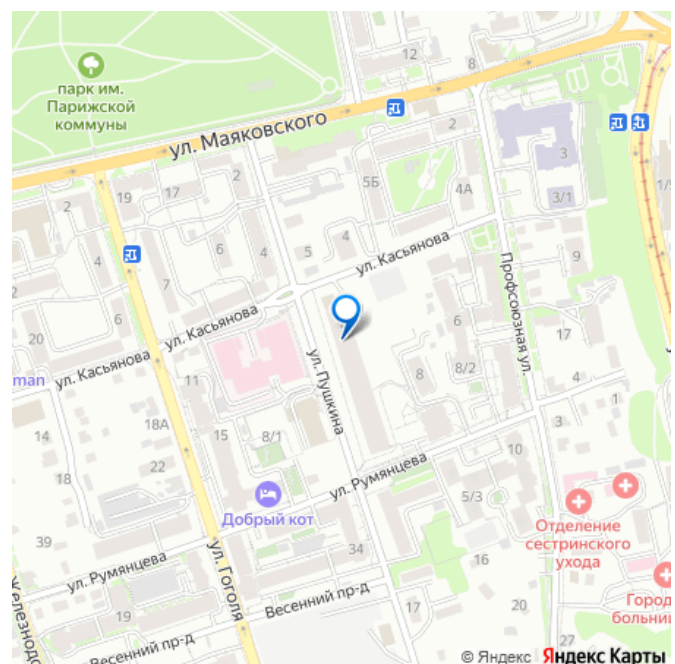 12
8
парк им.
Парижской
коммуны
ул. Маяковского
2
3
1/5
5Б
4А
3/1
2
19
17
6
4
5
4
ул. Касьянова
Профсоюзная ул.
9
4
7
20
6
ул. Касьянова
ул. Касьянова
man
11
ул. Пушкина
6
8/2
8
17
4
1
3
14
18А
15
8/1
18
22
10
ул. Румянцева
Добрый кот
5/3
Отделение
сестринского
ухода
39
34
16
ул. Румянцева
ул. Гоголя
Железнод
19
Весенний пр-д
17
20
Город
больни
Весенний пр-д
27
© Яндекс Яндекс Карты